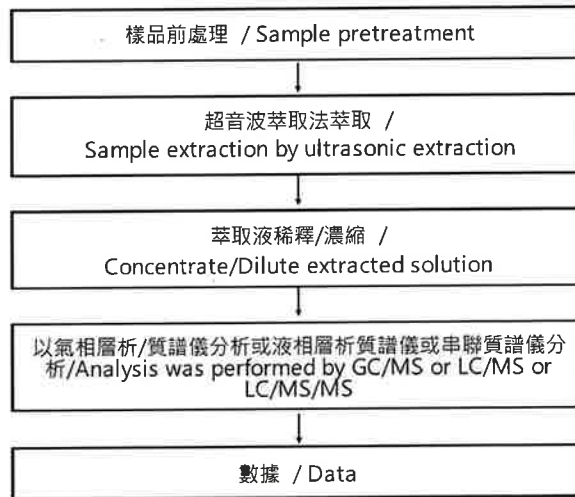 樣品前處理 / Sample pretreatment
超音波萃取法萃取 /
Sample extraction by ultrasonic extraction
萃取液稀釋/濃縮 /
Concentrate/Dilute extracted solution
以氣相層析/質譜儀分析或液相層析質譜儀或串聯質譜儀分
析/Analysis was performed by GC/MS or LC/MS or
LC/MS/MS
數據 / Data